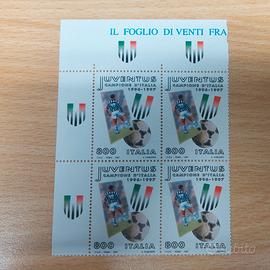 IL FOGLIO DI VENTI FRA
JUVENTUS JUVENTUS
CAMPIONE D'ITALIA CAMPIONE D'ITALIA
1996-1997 1996-1997
800 ITALIA 800 ITALIA
JUVENTUS JUVENTUS
CAMPIONE D'ITALIA CAMPIONE D'ITALIA
1996-1997 1996-1997
800 ITALIA 800 ITALIA
subito